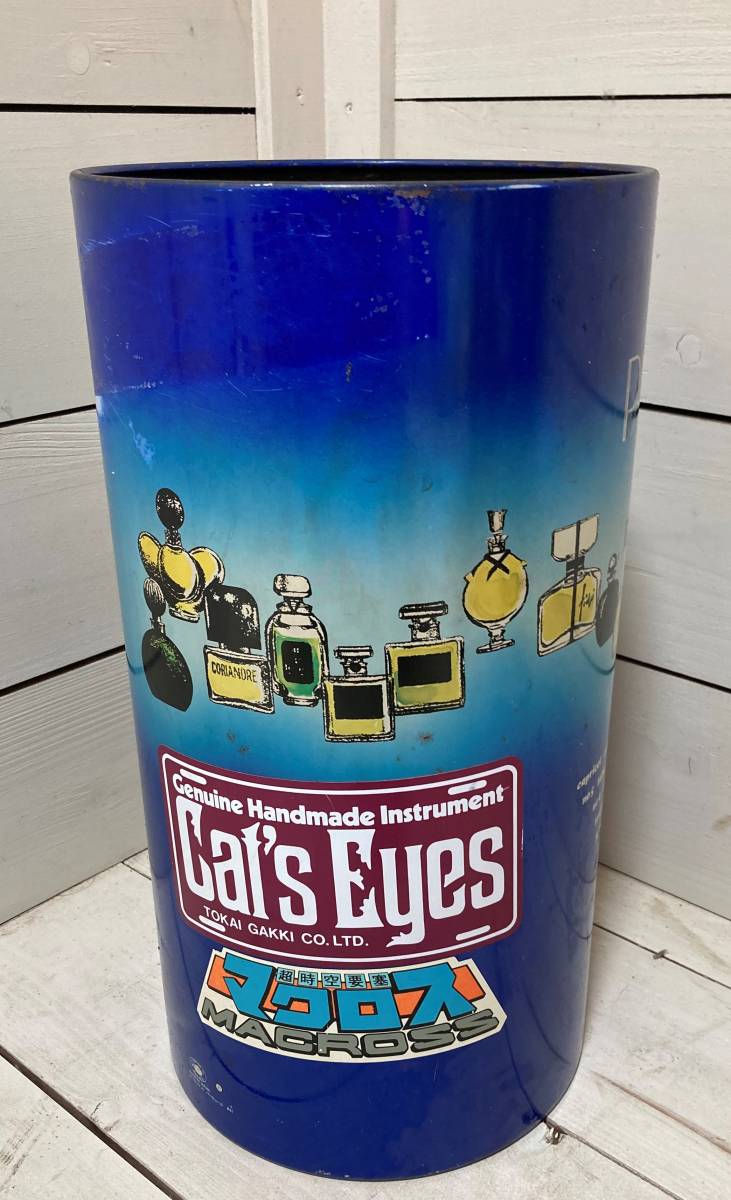 P
CORIANDRE
Genuine Handmade Instrument
Cat's Eyes
TOKAI GAKKI CO. LTD.
超時空要塞
マクロス
MACROSS